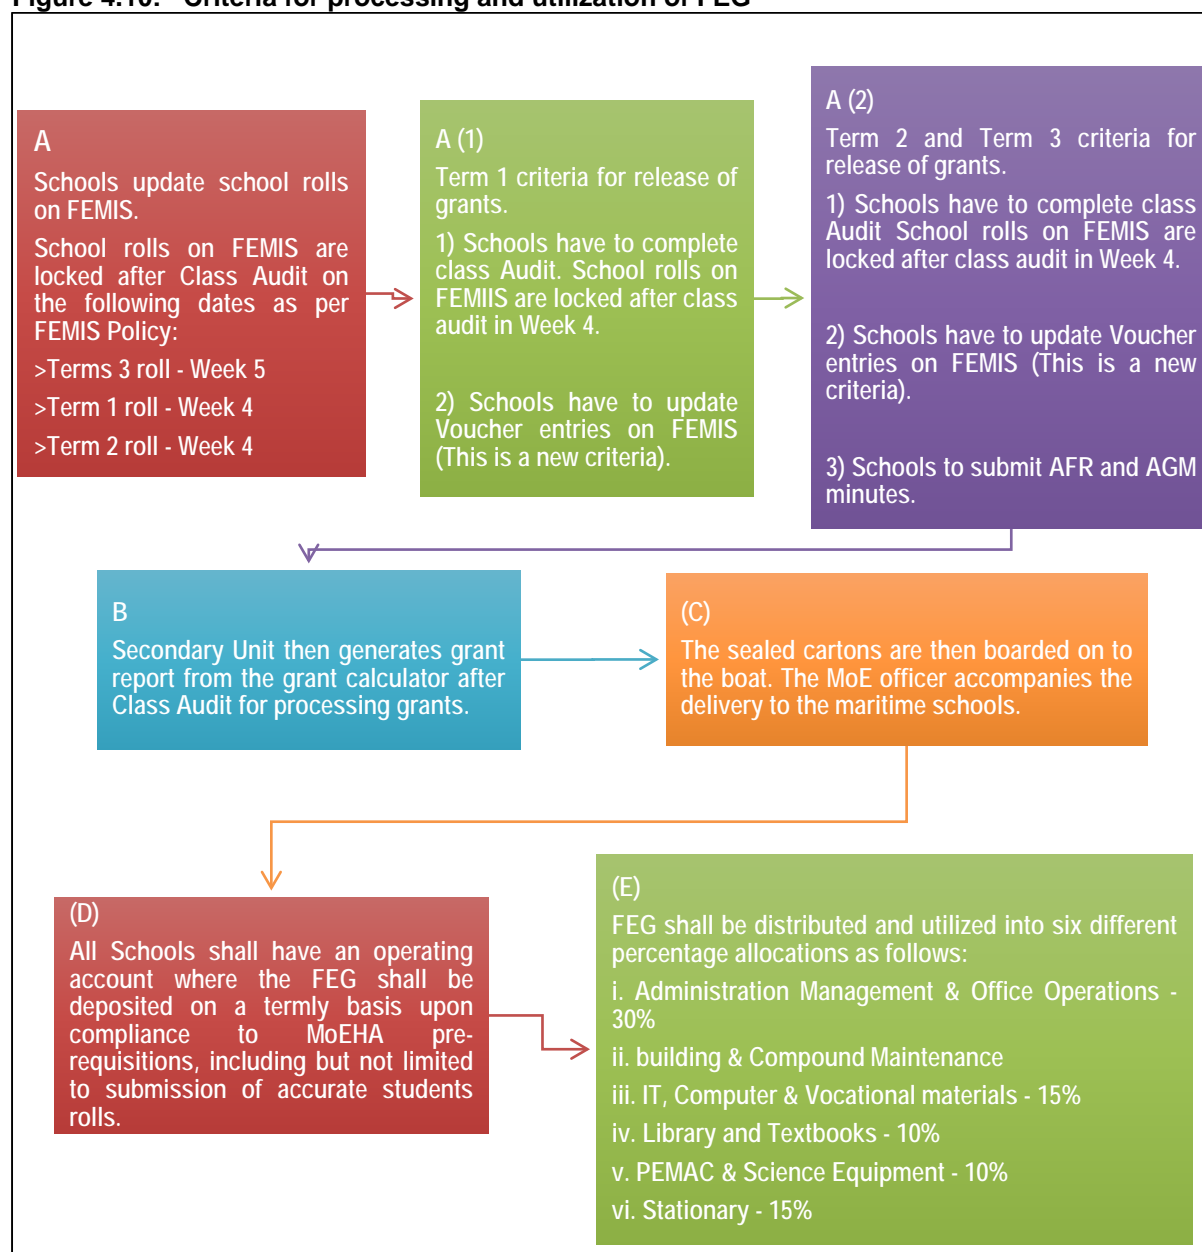 Figure 4.10: Criteria for processing and utilization of FEG
A
Schools update school rolls
on FEMIS.
School rolls on FEMIS are
locked after Class Audit on
the following dates as per
FEMIS Policy:
>Terms 3 roll - Week 5
>Term 1 roll - Week 4
>Term 2 roll - Week 4
A (1)
Term 1 criteria for release of
grants.
1) Schools have to complete
class Audit. School rolls on
FEMIIS are locked after class
audit in Week 4.
2) Schools have to update
Voucher entries on FEMIS
(This is a new criteria).
A (2)
Term 2 and Term 3 criteria for
release of grants.
1) Schools have to complete class
Audit School rolls on FEMIS are
locked after class audit in Week 4.
2) Schools have to update Voucher
entries on FEMIS (This is a new
criteria).
3) Schools to submit AFR and AGM
minutes.
B
Secondary Unit then generates grant
report from the grant calculator after
Class Audit for processing grants.
(C)
The sealed cartons are then boarded on to
the boat. The MoE officer accompanies the
delivery to the maritime schools.
(D)
All Schools shall have an operating
account where the FEG shall be
deposited on a termly basis upon
compliance to MoEHA pre-
requisitions, including but not limited
to submission of accurate students
rolls.
(E)
FEG shall be distributed and utilized into six different
percentage allocations as follows:
i. Administration Management & Office Operations -
30%
ii. building & Compound Maintenance
iii. IT, Computer & Vocational materials - 15%
iv. Library and Textbooks - 10%
v. PEMAC & Science Equipment - 10%
vi. Stationary - 15%